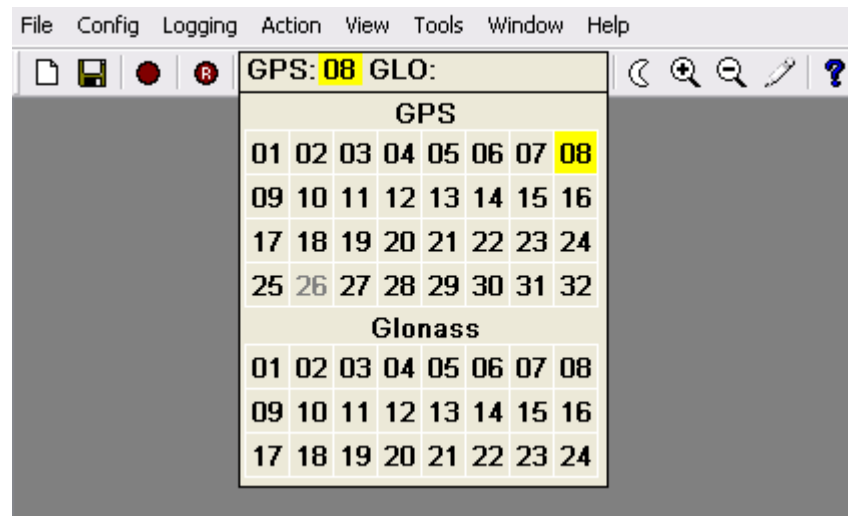 File Config Logging Action View Tools Window Help
R GPS: 08 GLO: ?
GPS
01 02 03 04 05 06 07 08
09 10 11 12 13 14 15 16
17 18 19 20 21 22 23 24
25 26 27 28 29 30 31 32
Glonass
01 02 03 04 05 06 07 08
09 10 11 12 13 14 15 16
17 18 19 20 21 22 23 24